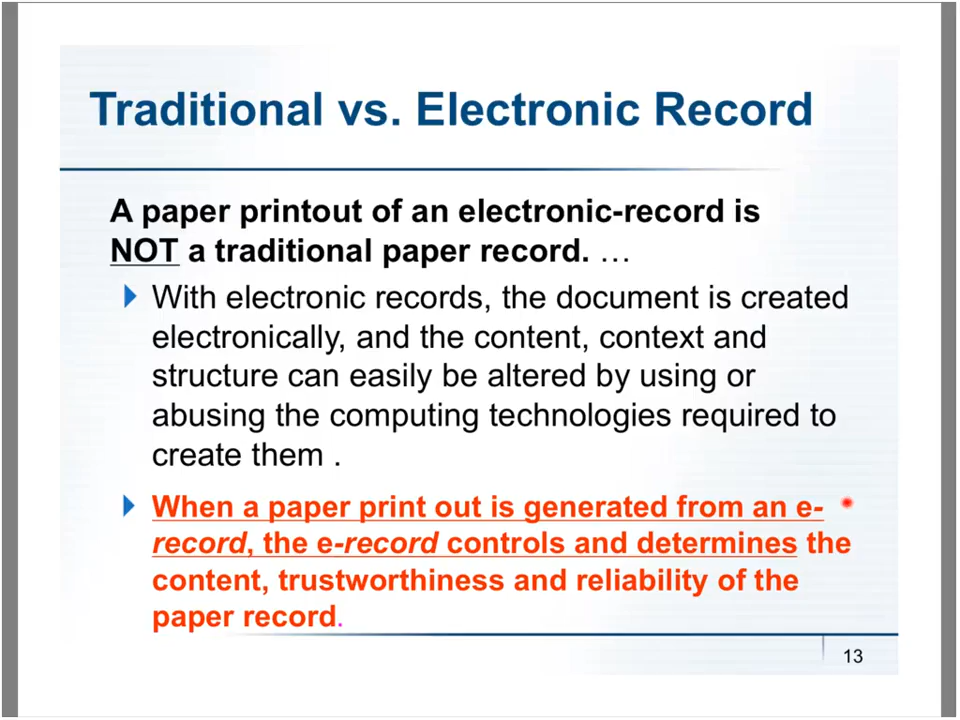 Traditional vs. Electronic Record
A paper printout of an electronic-record is
NOT a traditional paper record. …
With electronic records, the document is created
electronically, and the content, context and
structure can easily be altered by using or
abusing the computing technologies required to
create them .
When a paper print out is generated from an e-
record, the e-record controls and determines the
content, trustworthiness and reliability of the
paper record.
13